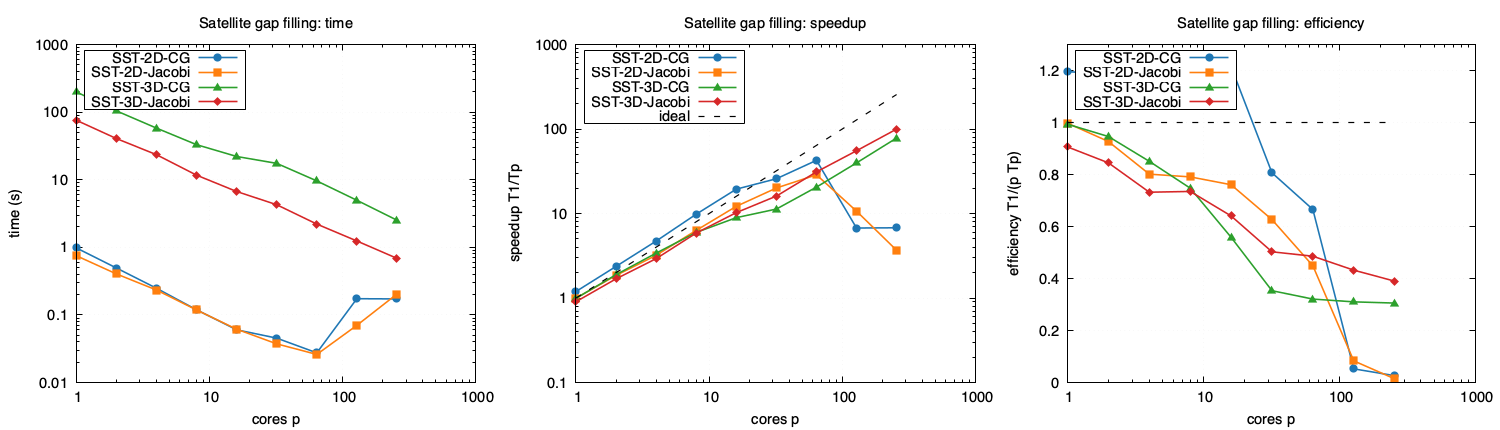 Satellite gap filling: time
1000
100
10
1
0.1
0.01
1
10
100
1000
time (s)
cores p
SST-2D-CG
SST-2D-Jacobi
SST-3D-CG
SST-3D-Jacobi
Satellite gap filling: speedup
1000
100
10
1
0.1
1
10
100
1000
speedup T1/Tp
cores p
SST-2D-CG
SST-2D-Jacobi
SST-3D-CG
SST-3D-Jacobi
ideal
Satellite gap filling: efficiency
1.2
1
0.8
0.6
0.4
0.2
0
1
10
100
1000
efficiency T1/(p Tp)
cores p
SST-2D-CG
SST-2D-Jacobi
SST-3D-CG
SST-3D-Jacobi